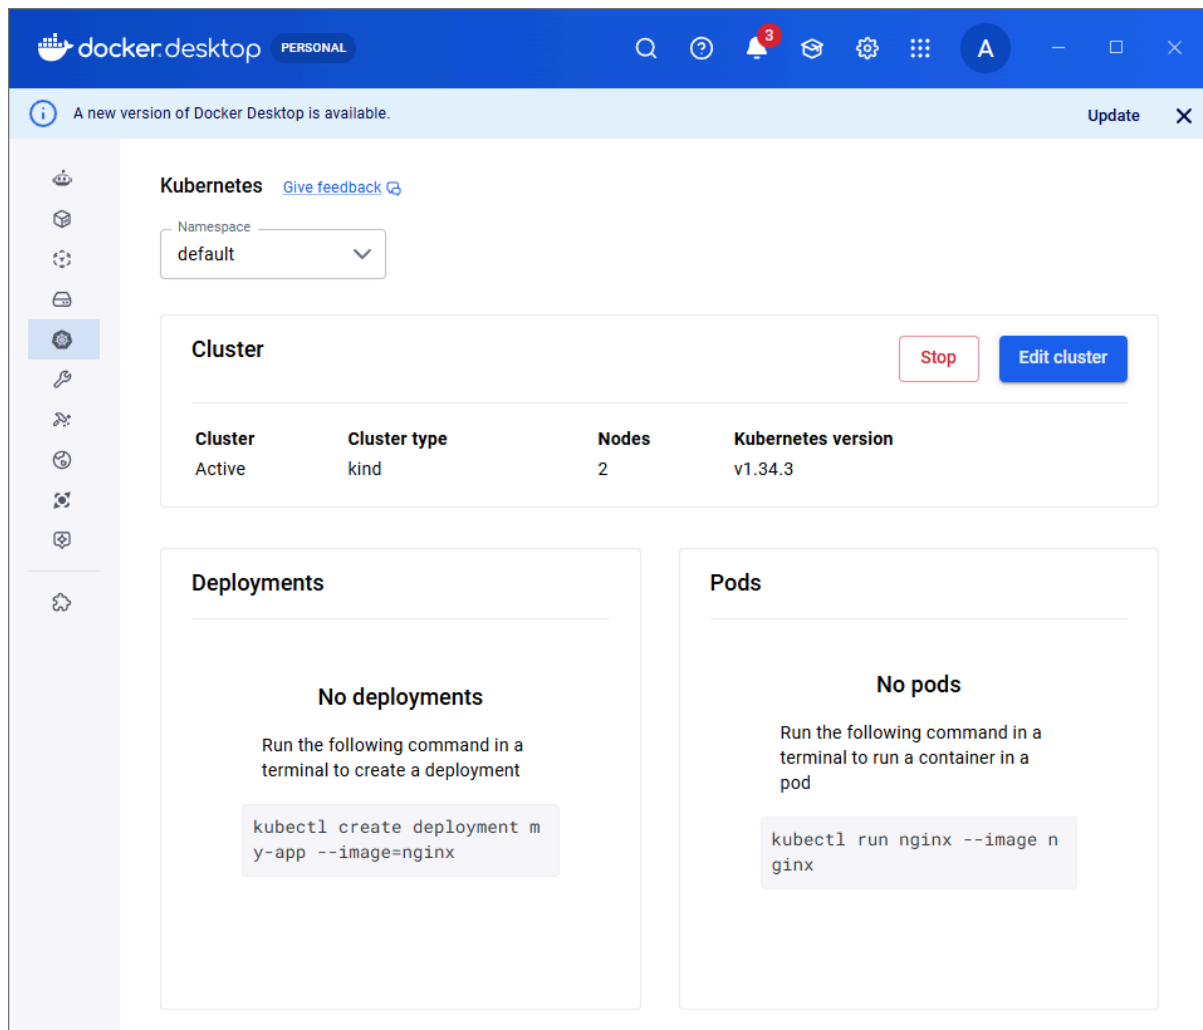 docker.desktop PERSONAL 3 A
A new version of Docker Desktop is available. Update
Kubernetes Give feedback
Namespace
default
Cluster Stop Edit cluster
Cluster Cluster type Nodes Kubernetes version
Active kind 2 v1.34.3
Deployments
No deployments
Run the following command in a
terminal to create a deployment
kubectl create deployment m
y-app --image=nginx
Pods
No pods
Run the following command in a
terminal to run a container in a
pod
kubectl run nginx --image n
ginx